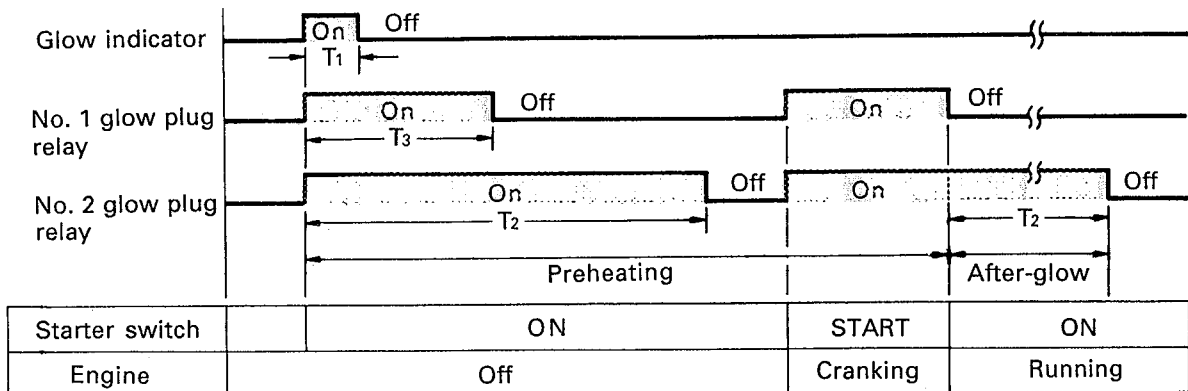 Glow indicator
On
Off
T1
No. 1 glow plug
relay
On
Off
T3
On
Off
No. 2 glow plug
relay
On
Off
T2
On
Off
T2
Preheating
After-glow
Starter switch ON START ON
Engine Off Cranking Running